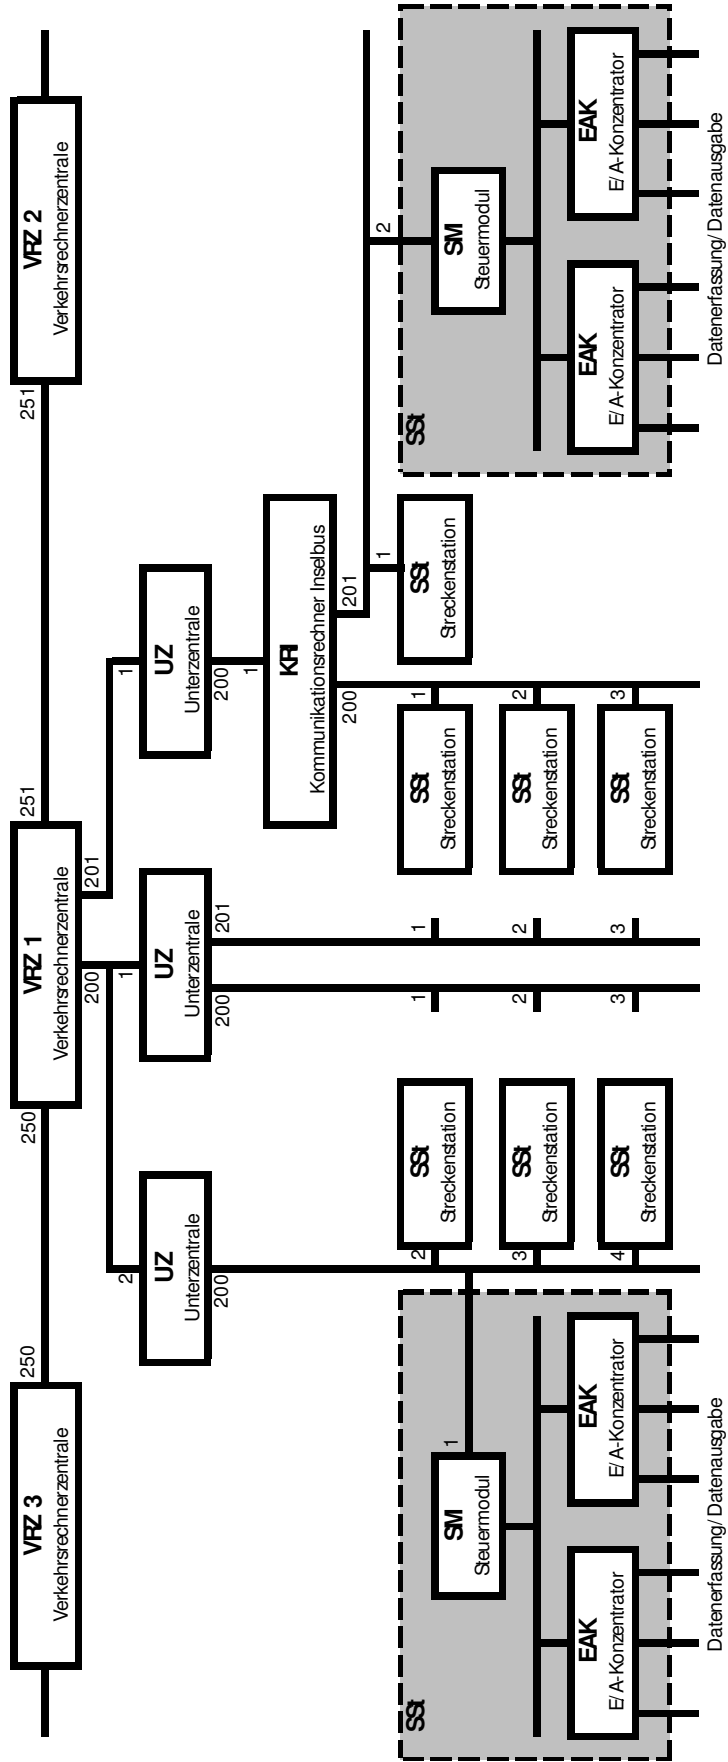 VRZ 3
Verkehrsrechnerzentrale
250
250
VRZ 1
Verkehrsrechnerzentrale
251
251
VRZ 2
Verkehrsrechnerzentrale
200
201
2
UZ
Unterzentrale
200
1
UZ
Unterzentrale
200
201
1
UZ
Unterzentrale
200
1
KRI
Kommunikationsrechner Inselbus
200
201
SSt
1
SM
Steuermodul
EAK
E/A-Konzentrator
EAK
E/A-Konzentrator
Datenerfassung/Datenausgabe
2
SSt
Streckenstation
3
SSt
Streckenstation
4
SSt
Streckenstation
1
2
3
1
2
3
1
SSt
Streckenstation
2
SSt
Streckenstation
3
SSt
Streckenstation
1
SSt
Streckenstation
2
SSt
SM
Steuermodul
EAK
E/A-Konzentrator
EAK
E/A-Konzentrator
Datenerfassung/Datenausgabe